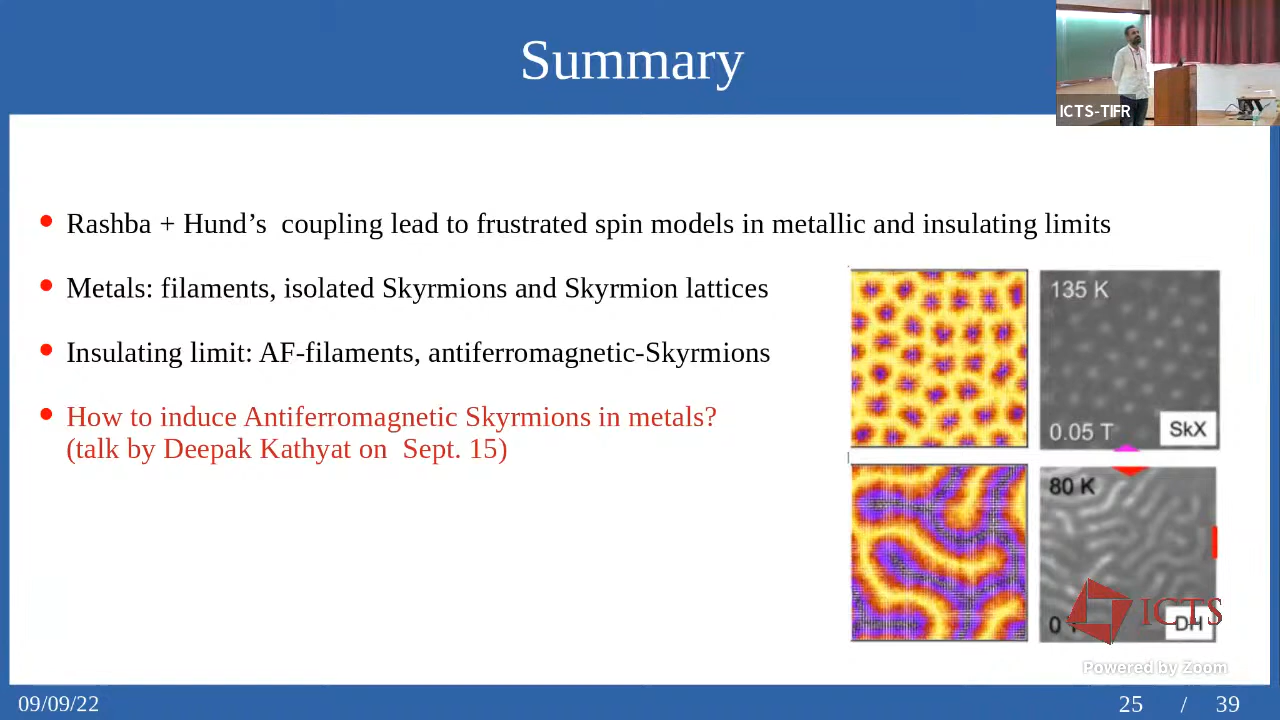 Summary
ICTS-TIFR
Rashba + Hund’s coupling lead to frustrated spin models in metallic and insulating limits
Metals: filaments, isolated Skyrmions and Skyrmion lattices
Insulating limit: AF-filaments, antiferromagnetic-Skyrmions
How to induce Antiferromagnetic Skyrmions in metals?
(talk by Deepak Kathyat on Sept. 15)
135 K
0.05 T
SkX
80 K
0
DH
ICTS
Powered by Zoom
09/09/22
25 / 39